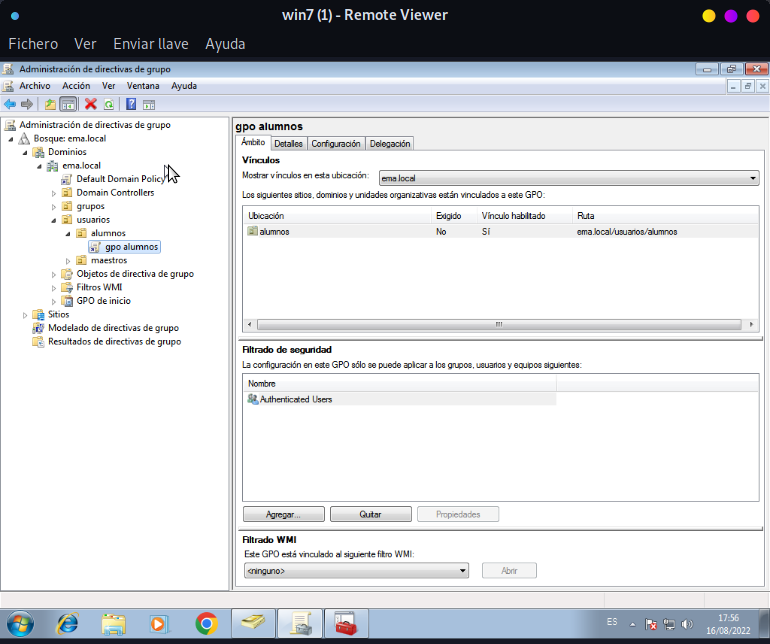 win7 (1) - Remote Viewer
Fichero Ver Enviar llave Ayuda
Administración de directivas de grupo
Archivo Acción Ver Ventana Ayuda
Administración de directivas de grupo
Bosque: ema.local
Dominios
ema.local
Default Domain Policy
Domain Controllers
grupos
usuarios
alumnos
gpo alumnos
maestros
Objetos de directiva de grupo
Filtros WMI
GPO de inicio
Sitios
Modelado de directivas de grupo
Resultados de directivas de grupo
gpo alumnos
Ámbito Detalles Configuración Delegación
Vínculos
Mostrar vínculos en esta ubicación: ema.local
Los siguientes sitios, dominios y unidades organizativas están vinculados a este GPO:
Ubicación Exigido Vínculo habilitado Ruta
alumnos No Sí ema.local/usuarios/alumnos
Filtrado de seguridad
La configuración en este GPO sólo se puede aplicar a los grupos, usuarios y equipos siguientes:
Nombre
Authenticated Users
Agregar... Quitar Propiedades
Filtrado WMI
Este GPO está vinculado al siguiente filtro WMI:
<ninguno> Abrir
ES 17:56
16/08/2022